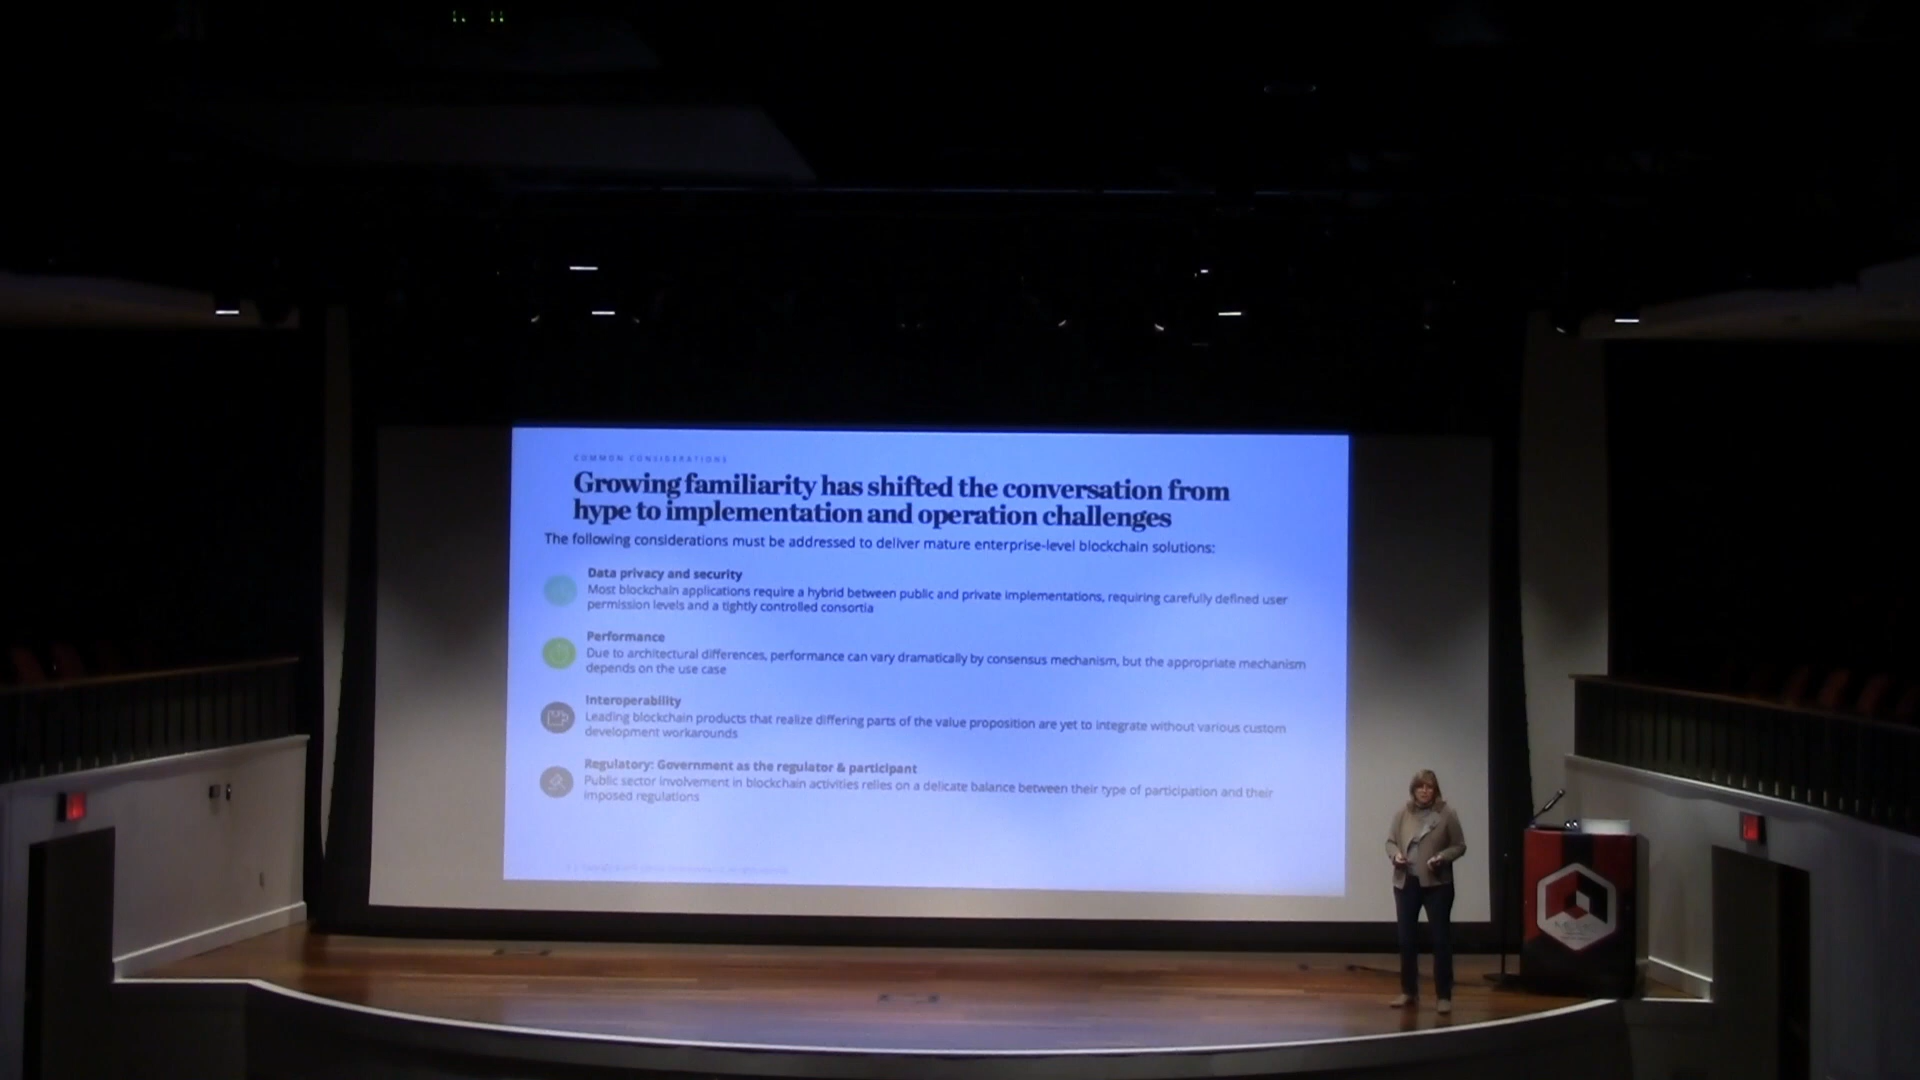 COMMON CONSIDERATIONS
Growing familiarity has shifted the conversation from
hype to implementation and operation challenges
The following considerations must be addressed to deliver mature enterprise-level blockchain solutions:
Data privacy and security
Most blockchain applications require a hybrid between public and private implementations, requiring carefully defined user
permission levels and a tightly controlled consortia
Performance
Due to architectural differences, performance can vary dramatically by consensus mechanism, but the appropriate mechanism
depends on the use case
Interoperability
Leading blockchain products that realize differing parts of the value proposition are yet to integrate without various custom
development workarounds
Regulatory: Government as the regulator & participant
Public sector involvement in blockchain activities relies on a delicate balance between their type of participation and their
imposed regulations